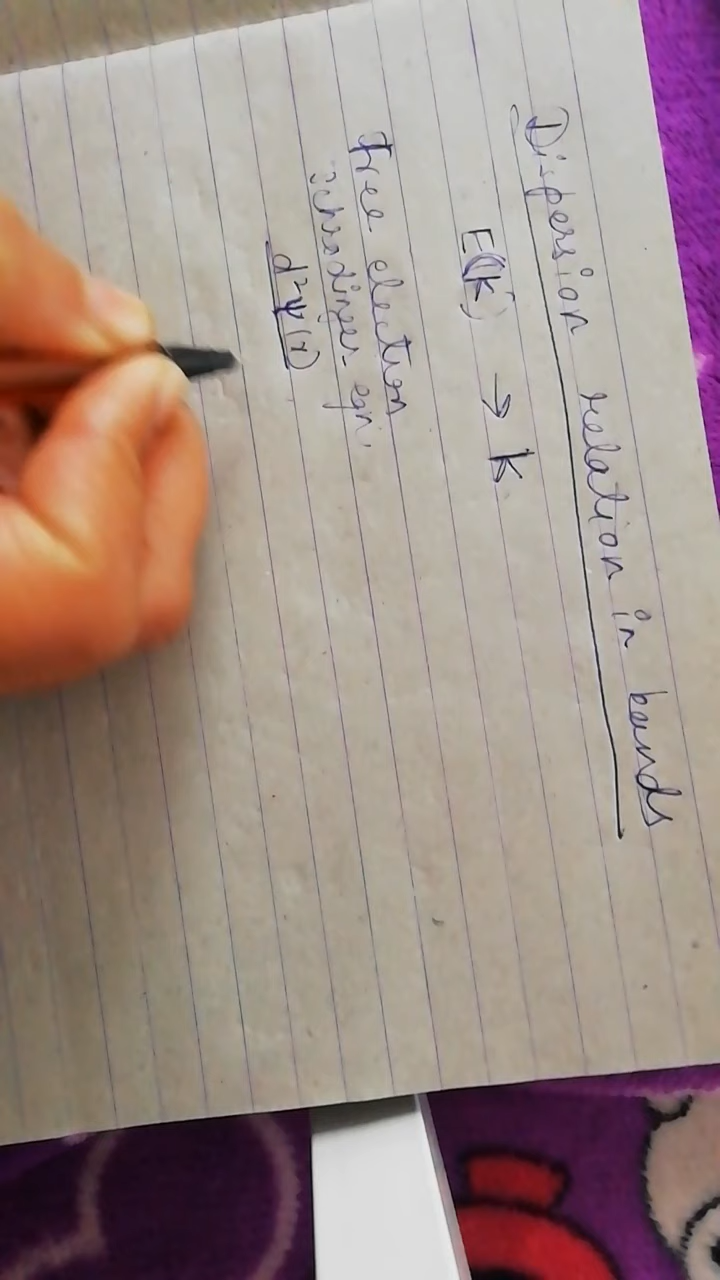 Dispersion relation in bands
E(k) → k
free electron
Schrodinger eqn
d²ψ(x)